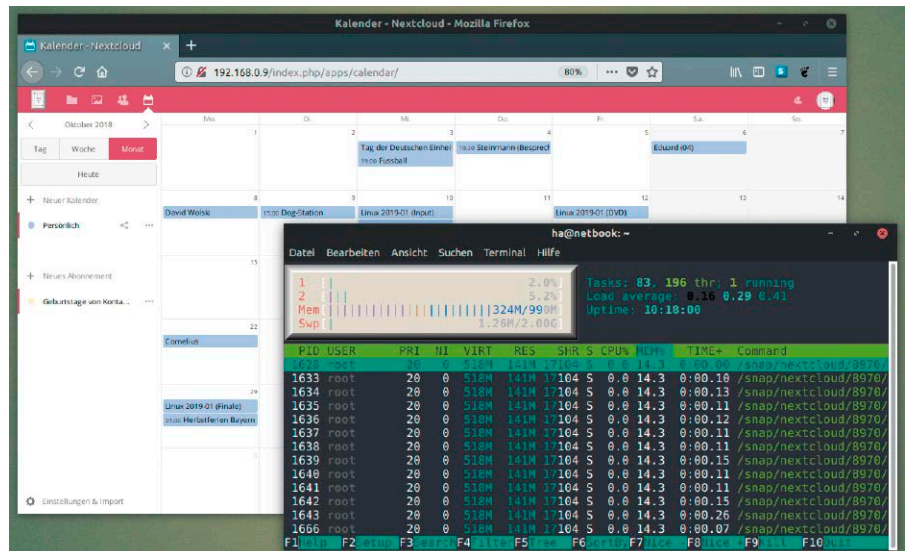 Kalender - Nextcloud - Mozilla Firefox
Kalender - Nextcloud × +
192.168.0.9/index.php/apps/calendar/ 80%
Oktober 2018
Mo. Di. Mi. Do. Fr. Sa. So.
1 2 3 4 5 6 7
Tag Woche Monat
Heute
Tag der Deutschen Einhei
Steinmann (Besprech
Eduard (04)
Fussball
Neuer Kalender
8 9 10 11 12 13 14
Persönlich
David Wolski
Dog-Station
Linux 2019-01 (Input)
Linux 2019-01 (DVD)
Neues Abonnement
15
Geburtstage von Konta...
22
Cornelius
29
Linux 2019-01 (Finale)
Herbstferien Bayern
Einstellungen & Import
ha@netbook: ~
Datei Bearbeiten Ansicht Suchen Terminal Hilfe
1 [ 2.0%]
2 [ 5.2%]
Mem[ 324M/990M]
Swp[ 1.26M/2.00G]
Tasks: 83, 196 thr; 1 running
Load average: 0.16 0.29 0.41
Uptime: 10:18:00
PID USER PRI NI VIRT RES SHR S CPU% MEM% TIME+ Command
1633 root 20 0 518M 141M 17104 S 0.0 14.3 0:00.10 /snap/nextcloud/8970/
1634 root 20 0 518M 141M 17104 S 0.0 14.3 0:00.13 /snap/nextcloud/8970/
1635 root 20 0 518M 141M 17104 S 0.0 14.3 0:00.11 /snap/nextcloud/8970/
1636 root 20 0 518M 141M 17104 S 0.0 14.3 0:00.12 /snap/nextcloud/8970/
1637 root 20 0 518M 141M 17104 S 0.0 14.3 0:00.11 /snap/nextcloud/8970/
1638 root 20 0 518M 141M 17104 S 0.0 14.3 0:00.11 /snap/nextcloud/8970/
1639 root 20 0 518M 141M 17104 S 0.0 14.3 0:00.15 /snap/nextcloud/8970/
1640 root 20 0 518M 141M 17104 S 0.0 14.3 0:00.11 /snap/nextcloud/8970/
1641 root 20 0 518M 141M 17104 S 0.0 14.3 0:00.11 /snap/nextcloud/8970/
1642 root 20 0 518M 141M 17104 S 0.0 14.3 0:00.15 /snap/nextcloud/8970/
1643 root 20 0 518M 141M 17104 S 0.0 14.3 0:00.26 /snap/nextcloud/8970/
1666 root 20 0 518M 141M 17104 S 0.0 14.3 0:00.07 /snap/nextcloud/8970/
F1Help F2Setup F3Search F4Filter F5Tree F6SortBy F7Nice - F8Nice + F9Kill F10Quit